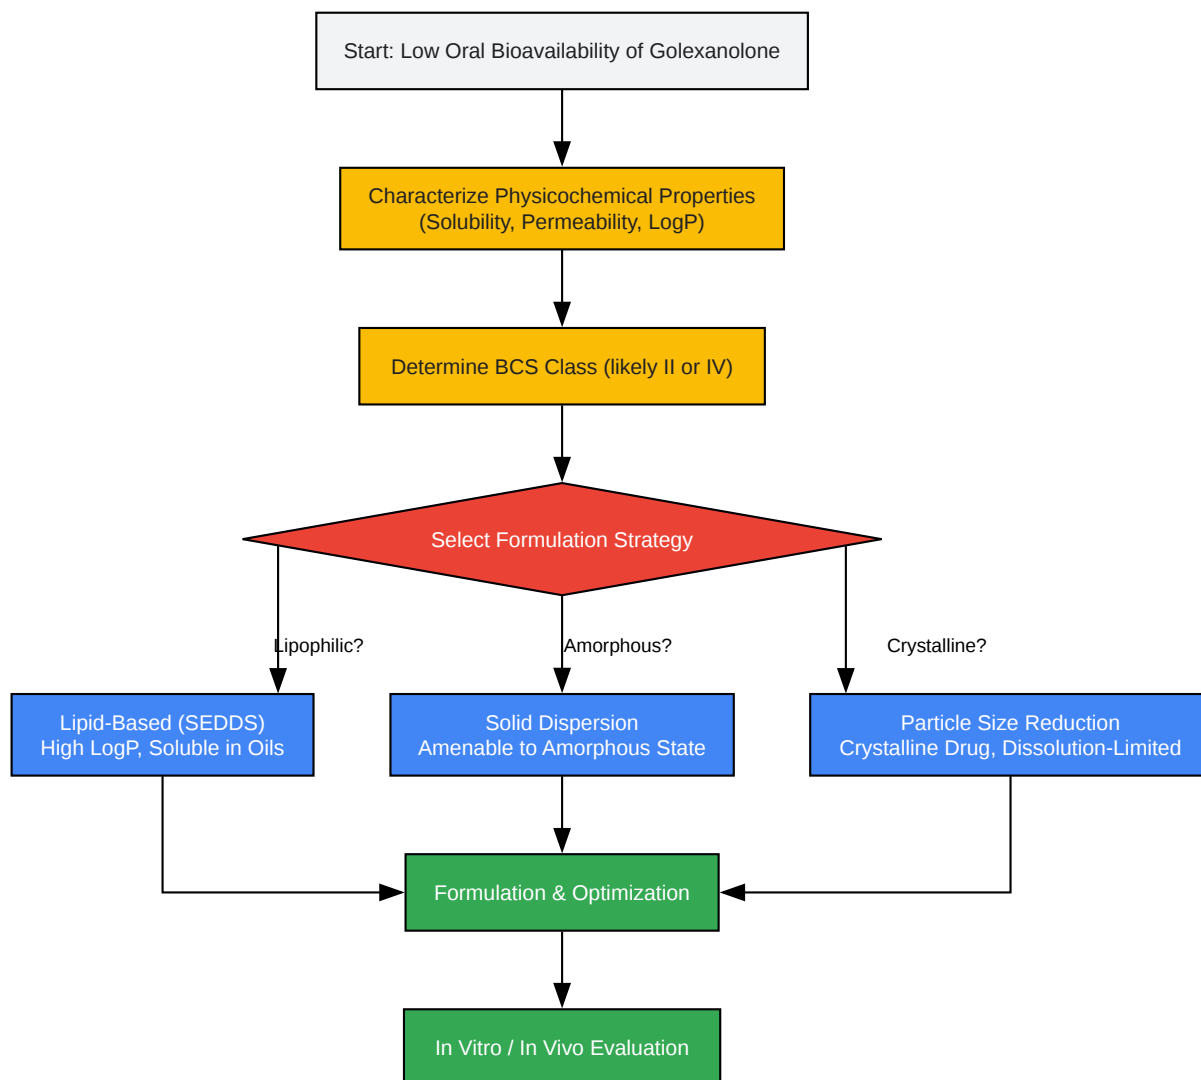 Start: Low Oral Bioavailability of Golexanolone
Characterize Physicochemical Properties
(Solubility, Permeability, LogP)
Determine BCS Class (likely II or IV)
Select Formulation Strategy
Lipophilic?
Amorphous?
Crystalline?
Lipid-Based (SEDDS)
High LogP, Soluble in Oils
Solid Dispersion
Amenable to Amorphous State
Particle Size Reduction
Crystalline Drug, Dissolution-Limited
Formulation & Optimization
In Vitro / In Vivo Evaluation